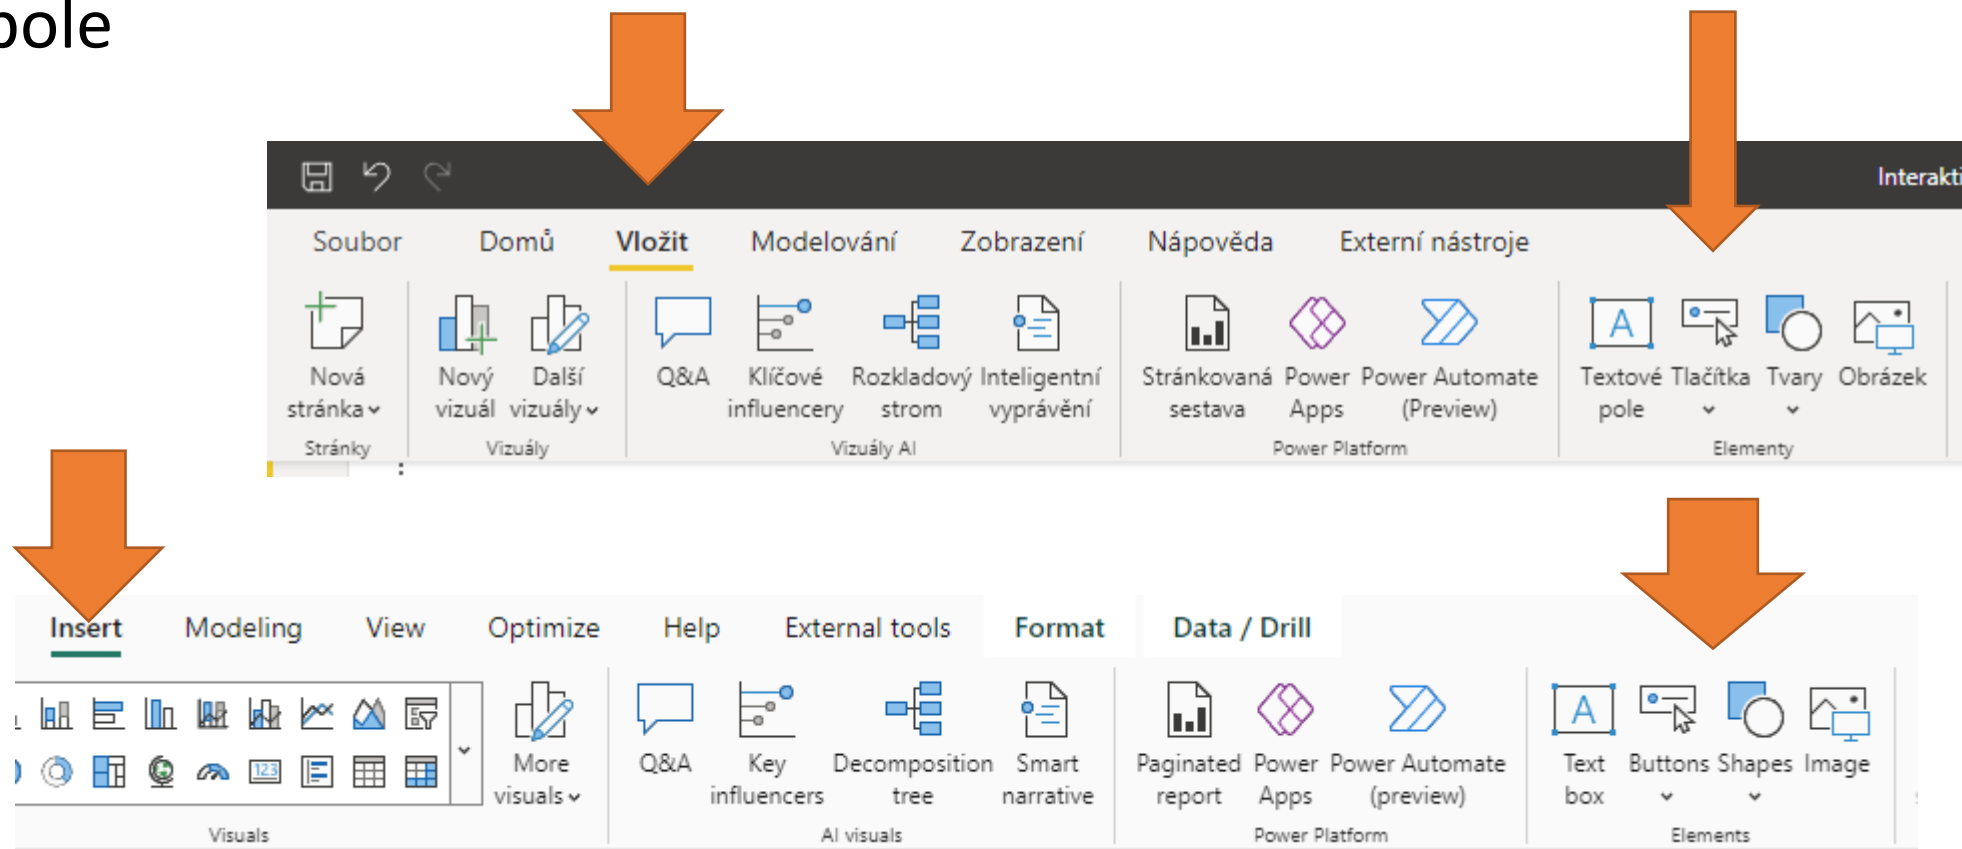 pole
Interakti
Soubor Domů Vložit Modelování Zobrazení Nápověda Externí nástroje
Nová stránka
Nový vizuál
Další vizuály
Q&A
Klíčové influencery
Rozkladový strom
Inteligentní vyprávění
Stránkovaná sestava
Power Apps
Power Automate (Preview)
Textové pole
Tlačítka
Tvary
Obrázek
Stránky Vizuály Vizuály AI Power Platform Elementy
Insert Modeling View Optimize Help External tools Format Data / Drill
123
More visuals
Q&A
Key influencers
Decomposition tree
Smart narrative
Paginated report
Power Apps
Power Automate (preview)
Text box
Buttons
Shapes
Image
Visuals AI visuals Power Platform Elements